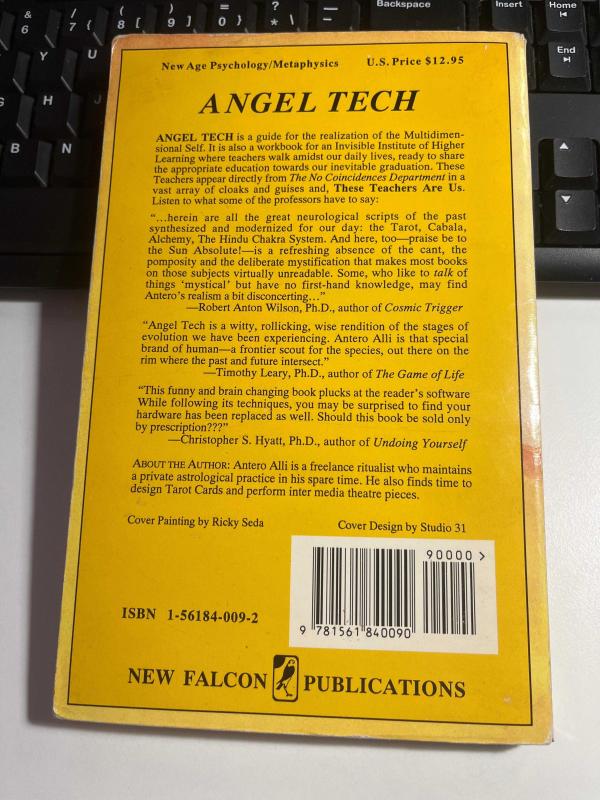 & 6
/ 7
( 8
) 9 [
0 ]
? *
= \
_ -
Backspace
Insert
Home
End
Y
U
G
H
B
N
New Age Psychology/Metaphysics U.S. Price $12.95
ANGEL TECH
ANGEL TECH is a guide for the realization of the Multidimen-
sional Self. It is also a workbook for an Invisible Institute of Higher
Learning where teachers walk amidst our daily lives, ready to share
the appropriate education towards our inevitable graduation. These
Teachers appear directly from The No Coincidences Department in a
vast array of cloaks and guises and, These Teachers Are Us.
Listen to what some of the professors have to say:
“...herein are all the great neurological scripts of the past
synthesized and modernized for our day: the Tarot, Cabala,
Alchemy, The Hindu Chakra System. And here, too—praise be to
the Sun Absolute!—is a refreshing absence of the cant, the
pomposity and the deliberate mystification that makes most books
on those subjects virtually unreadable. Some, who like to talk of
things ‘mystical’ but have no first-hand knowledge, may find
Antero’s realism a bit disconcerting...”
—Robert Anton Wilson, Ph.D., author of Cosmic Trigger
“Angel Tech is a witty, rollicking, wise rendition of the stages of
evolution we have been experiencing. Antero Alli is that special
brand of human—a frontier scout for the species, out there on the
rim where the past and future intersect.”
—Timothy Leary, Ph.D., author of The Game of Life
“This funny and brain changing book plucks at the reader’s software
While following its techniques, you may be surprised to find your
hardware has been replaced as well. Should this book be sold only
by prescription???”
—Christopher S. Hyatt, Ph.D., author of Undoing Yourself
ABOUT THE AUTHOR: Antero Alli is a freelance ritualist who maintains
a private astrological practice in his spare time. He also finds time to
design Tarot Cards and perform inter media theatre pieces.
Cover Painting by Ricky Seda Cover Design by Studio 31
90000 >
ISBN 1-56184-009-2
9 781561 840090
NEW FALCON PUBLICATIONS